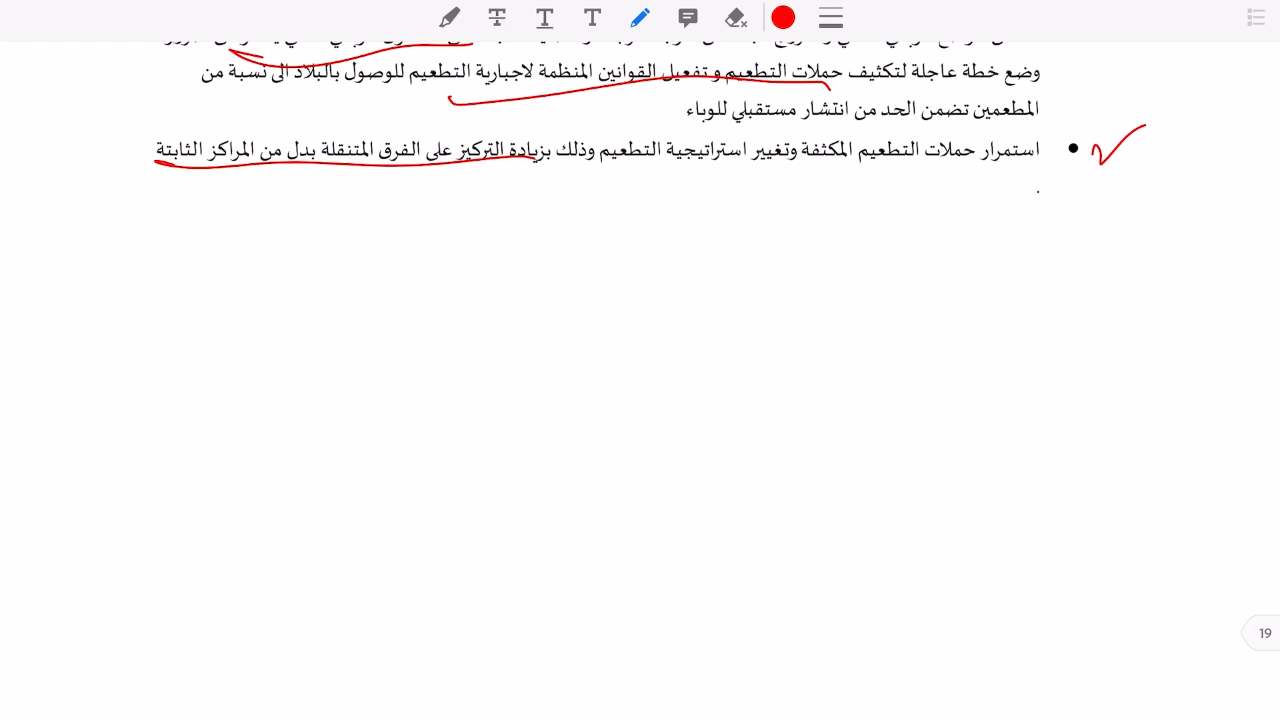 وضع خطة عاجلة لتكثيف حملات التطعيم و تفعيل القوانين المنظمة لاجبارية التطعيم للوصول بالبلاد الى نسبة من
المطعمين تضمن الحد من انتشار مستقبلي للوباء
• استمرار حملات التطعيم المكثفة وتغيير استراتيجية التطعيم وذلك بزيادة التركيز على الفرق المتنقلة بدل من المراكز الثابتة
.
19